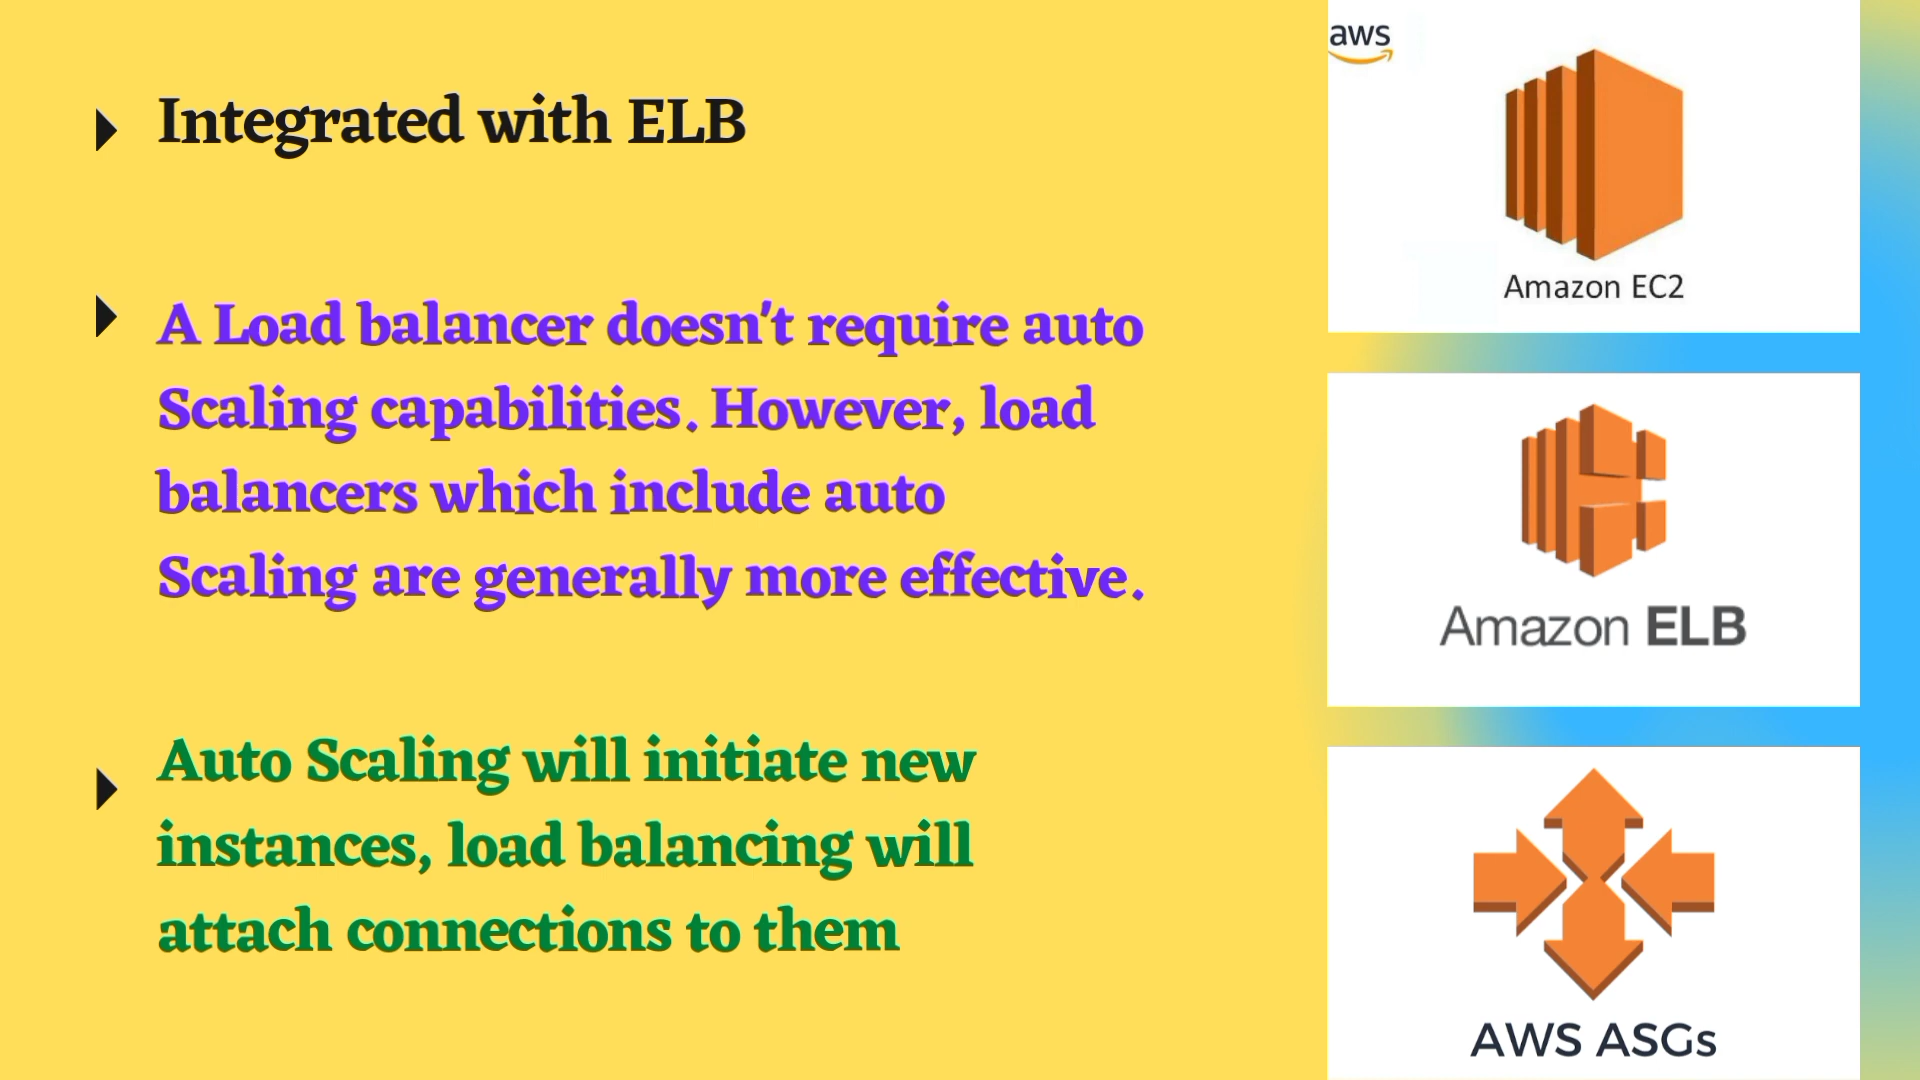 Integrated with ELB
A Load balancer doesn't require auto
Scaling capabilities. However, load
balancers which include auto
Scaling are generally more effective.
Auto Scaling will initiate new
instances, load balancing will
attach connections to them
aws
Amazon EC2
Amazon ELB
AWS ASGs